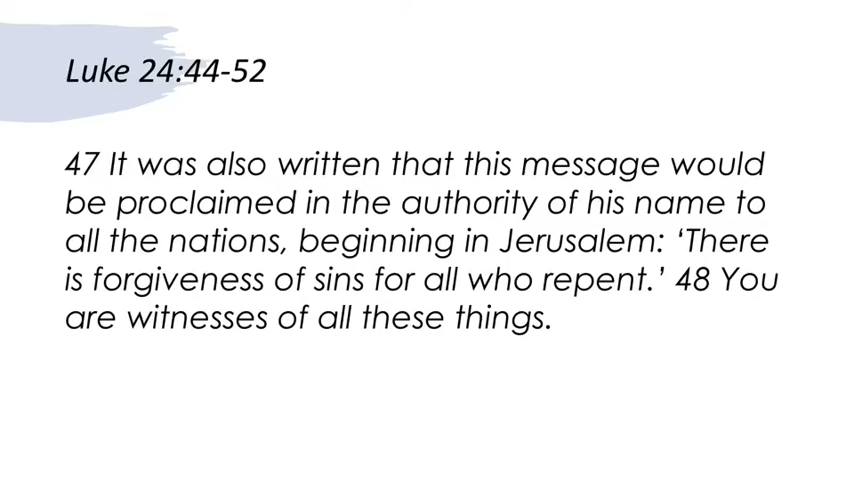 Luke 24:44-52
47 It was also written that this message would
be proclaimed in the authority of his name to
all the nations, beginning in Jerusalem: ‘There
is forgiveness of sins for all who repent.’ 48 You
are witnesses of all these things.